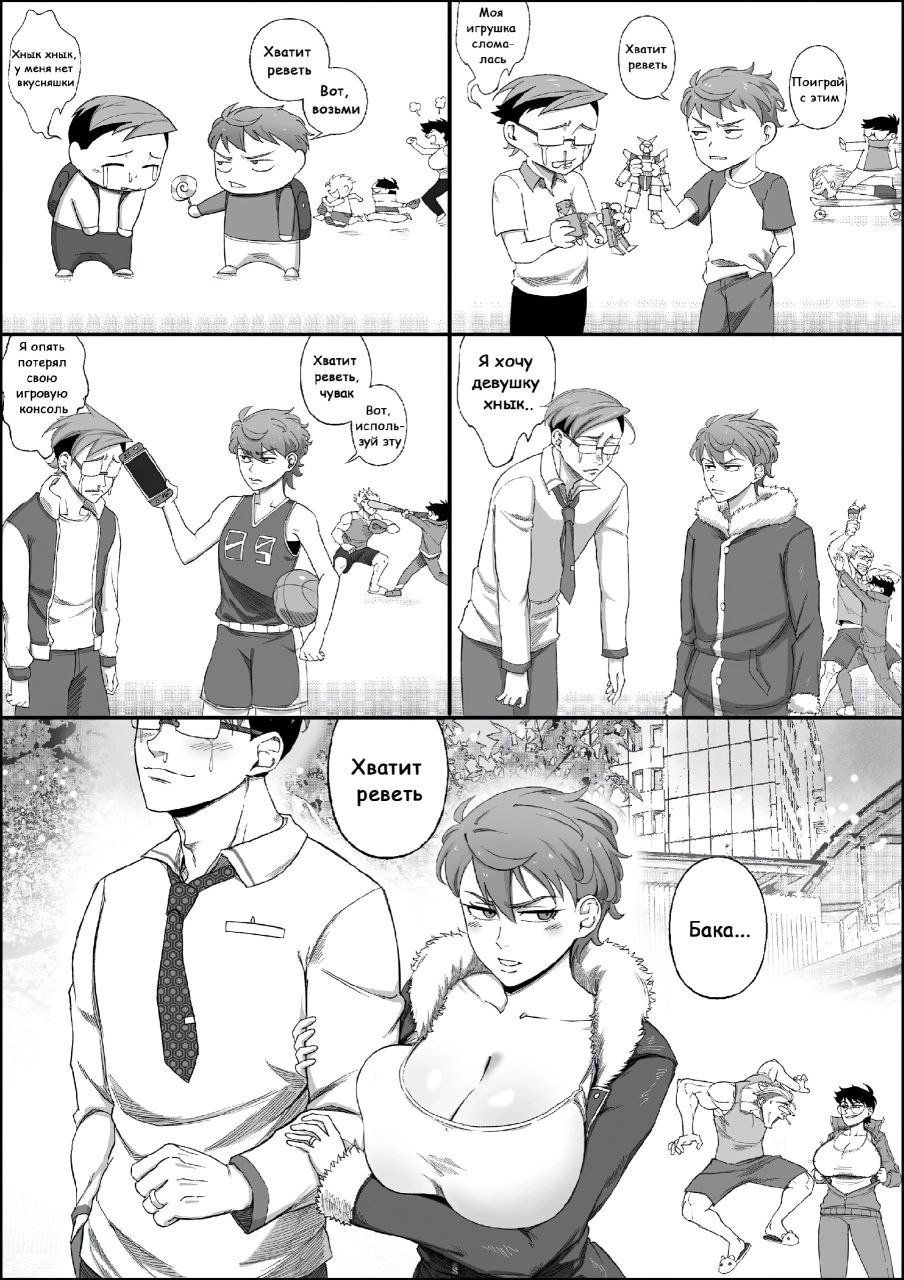 Хнык хнык,
у меня нет
вкусняшки
Хватит
реветь
Вот,
возьми
Моя
игрушка
слома-
лась
Хватит
реветь
Поиграй
с этим
Я опять
потерял
свою
игровую
консоль
Хватит
реветь,
чувак
Вот,
исполь-
зуй эту
89
Я хочу
девушку
хнык..
Хватит
реветь
Бака...